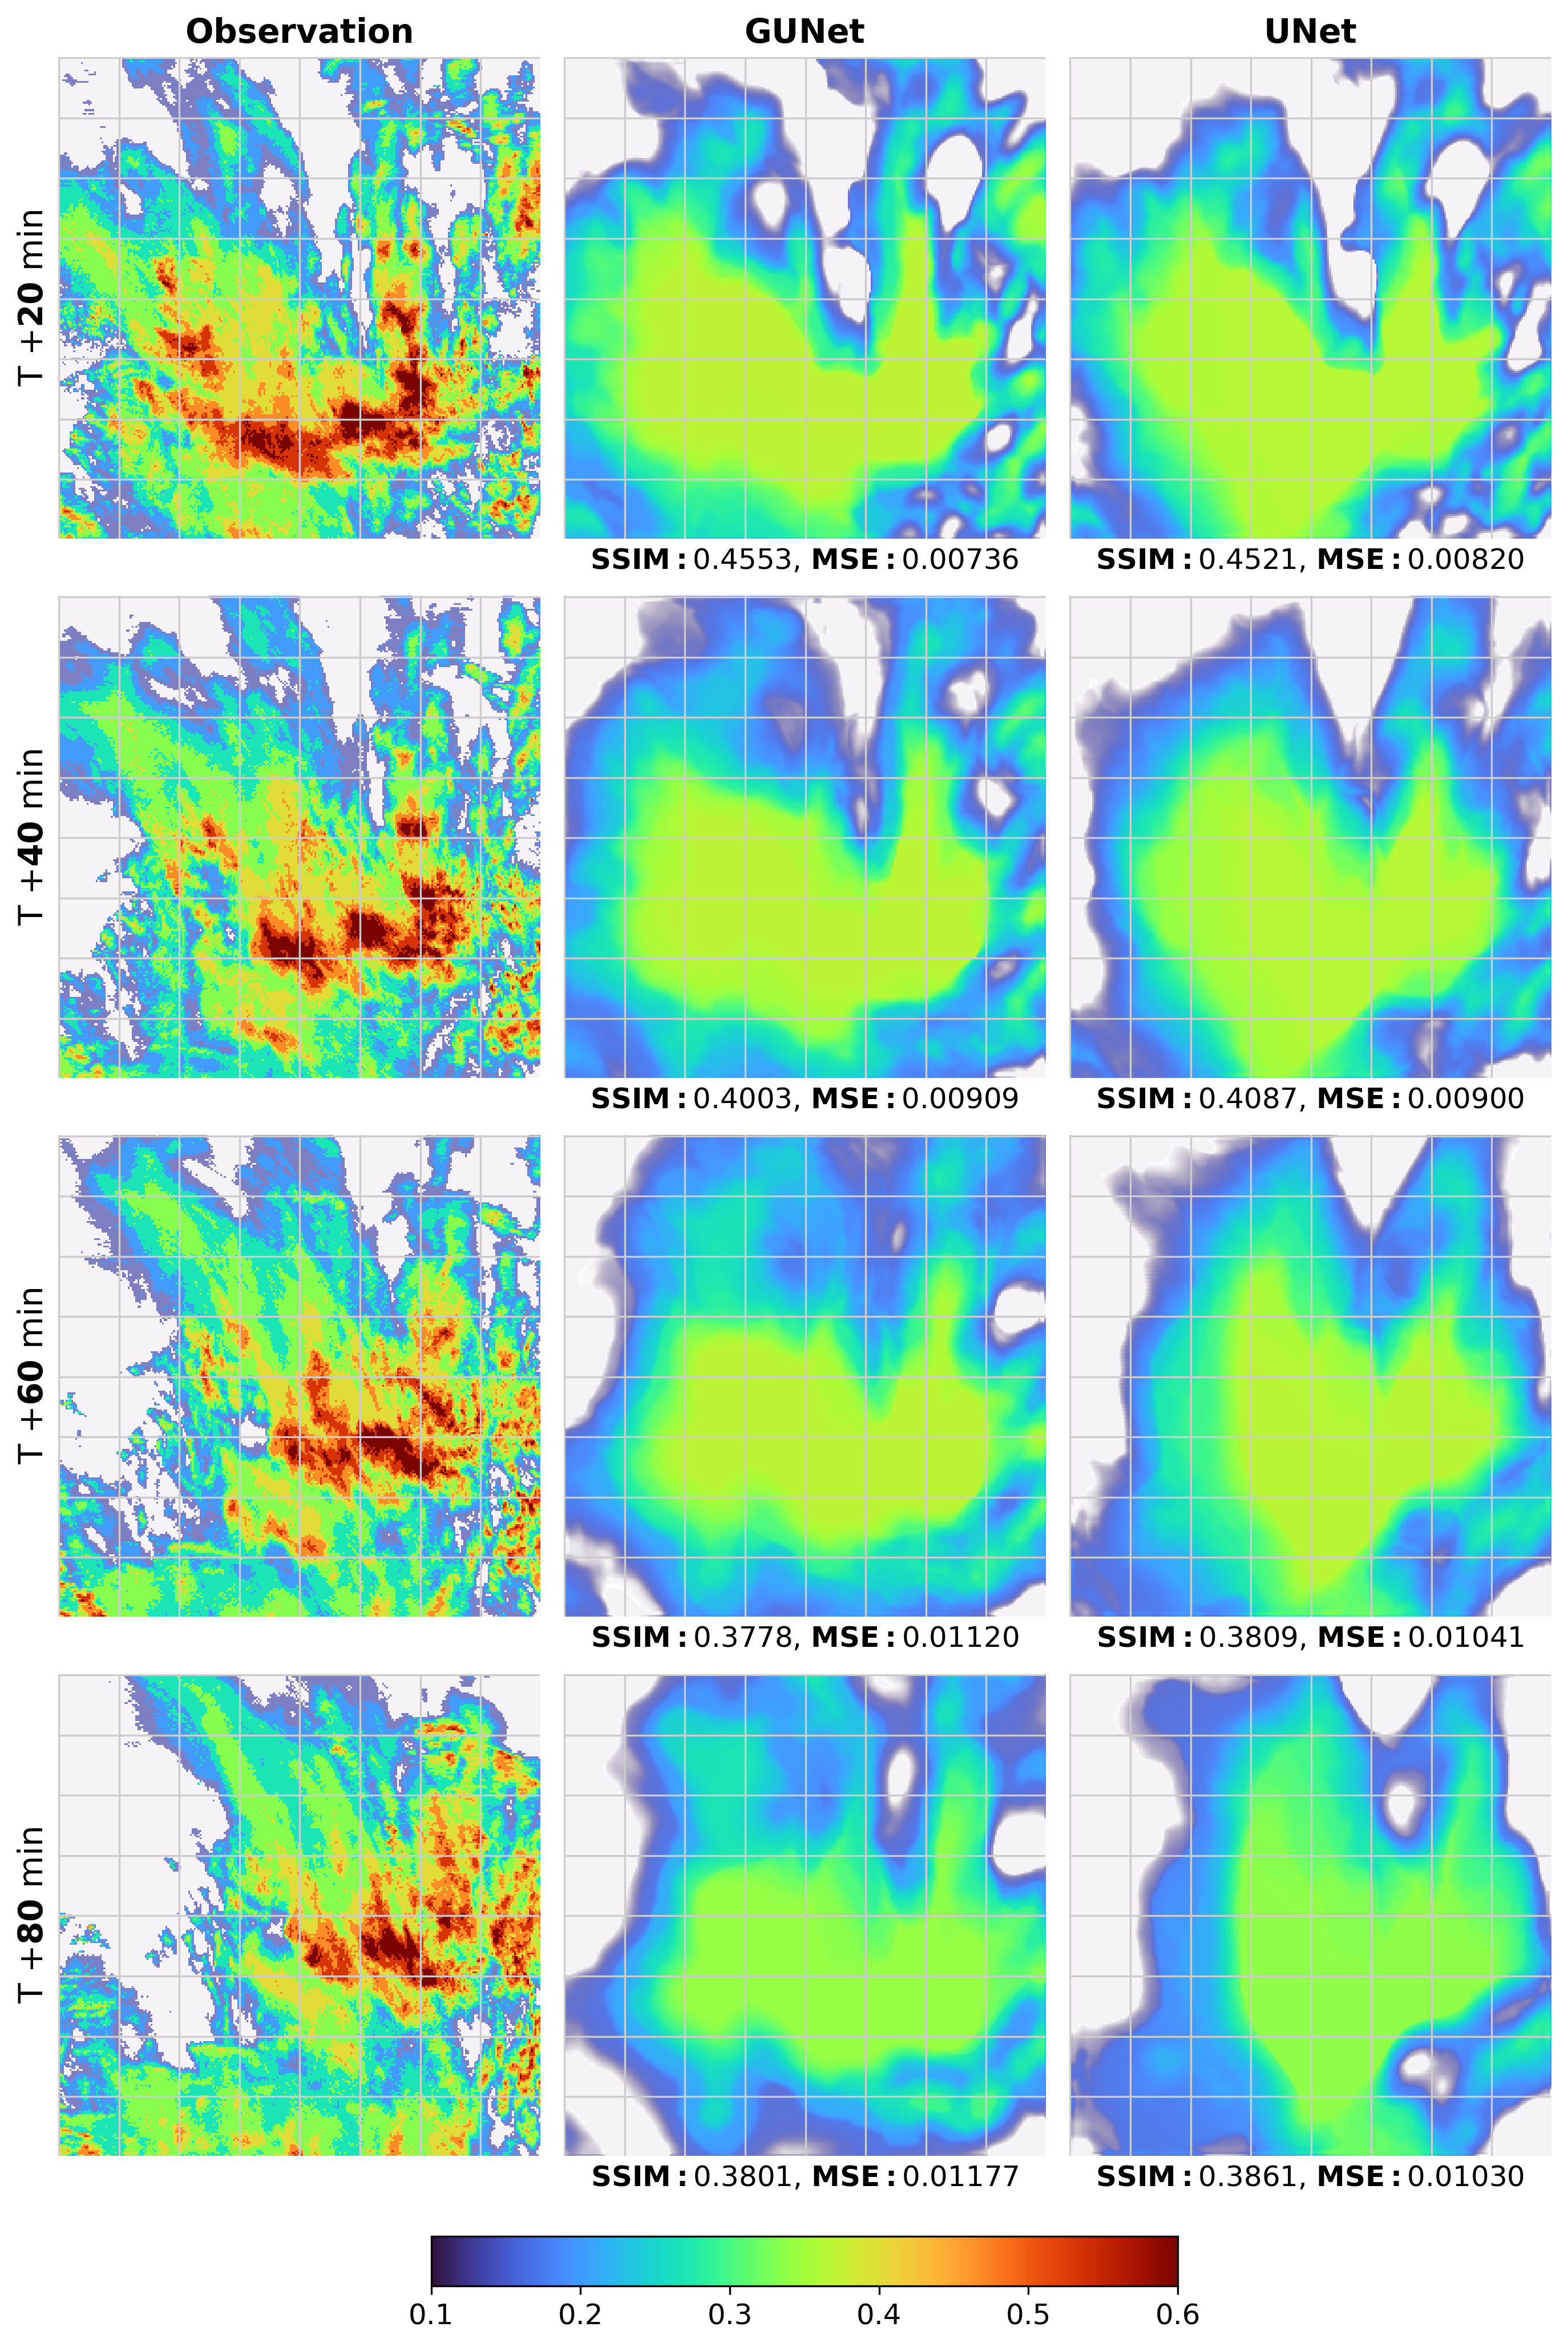 Observation GUNet UNet
T +20 min
SSIM: 0.4553, MSE: 0.00736 SSIM: 0.4521, MSE: 0.00820
T +40 min
SSIM: 0.4003, MSE: 0.00909 SSIM: 0.4087, MSE: 0.00900
T +60 min
SSIM: 0.3778, MSE: 0.01120 SSIM: 0.3809, MSE: 0.01041
T +80 min
SSIM: 0.3801, MSE: 0.01177 SSIM: 0.3861, MSE: 0.01030
0.1 0.2 0.3 0.4 0.5 0.6